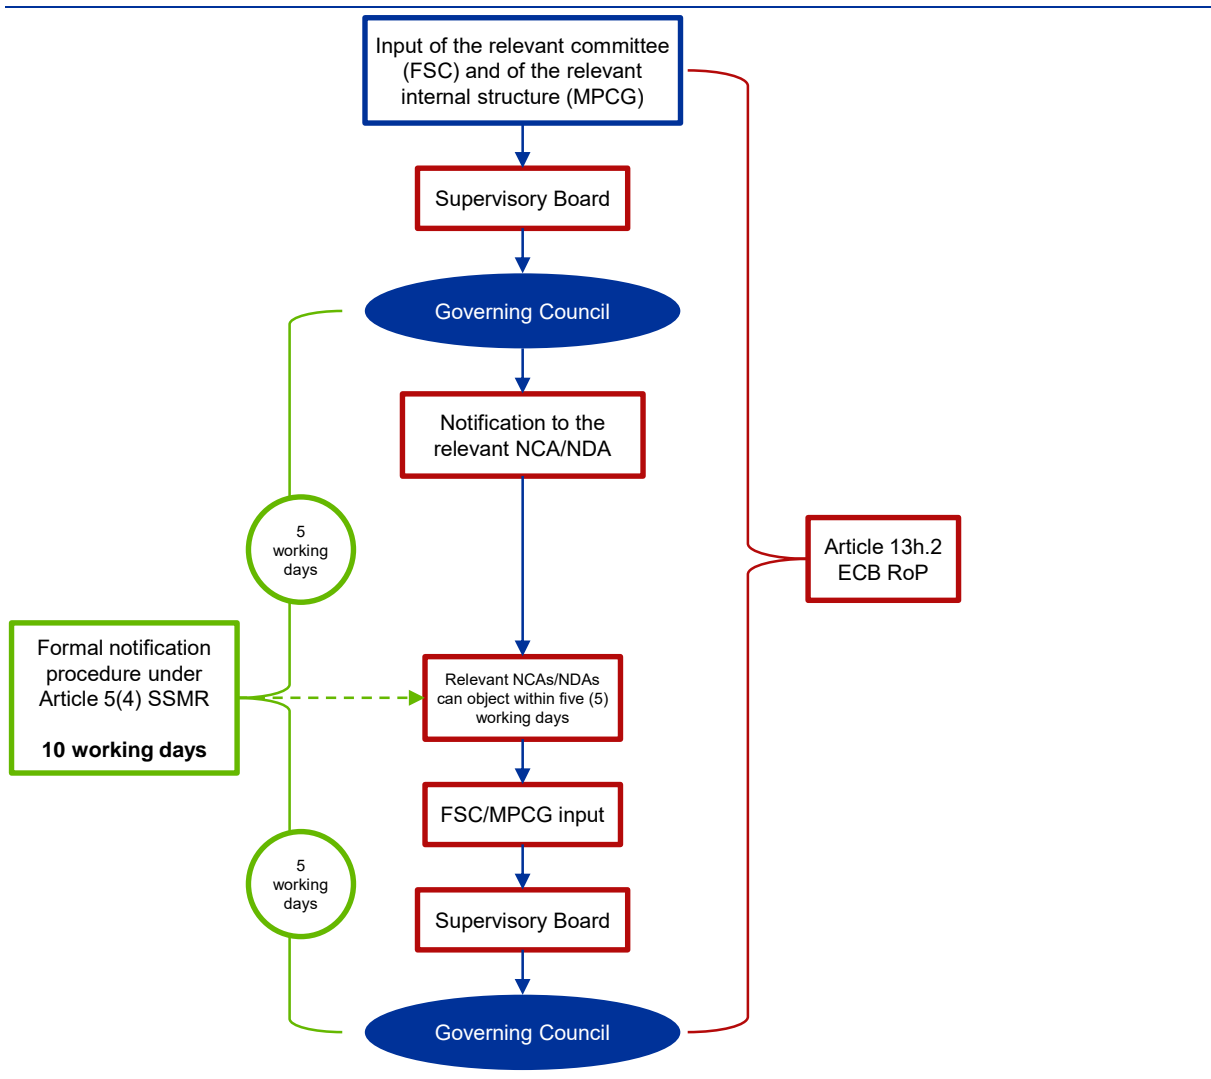 Input of the relevant committee
(FSC) and of the relevant
internal structure (MPCG)
Supervisory Board
Governing Council
Notification to the
relevant NCA/NDA
5
working
days
Article 13h.2
ECB RoP
Formal notification
procedure under
Article 5(4) SSMR
10 working days
Relevant NCAs/NDAs
can object within five (5)
working days
FSC/MPCG input
5
working
days
Supervisory Board
Governing Council